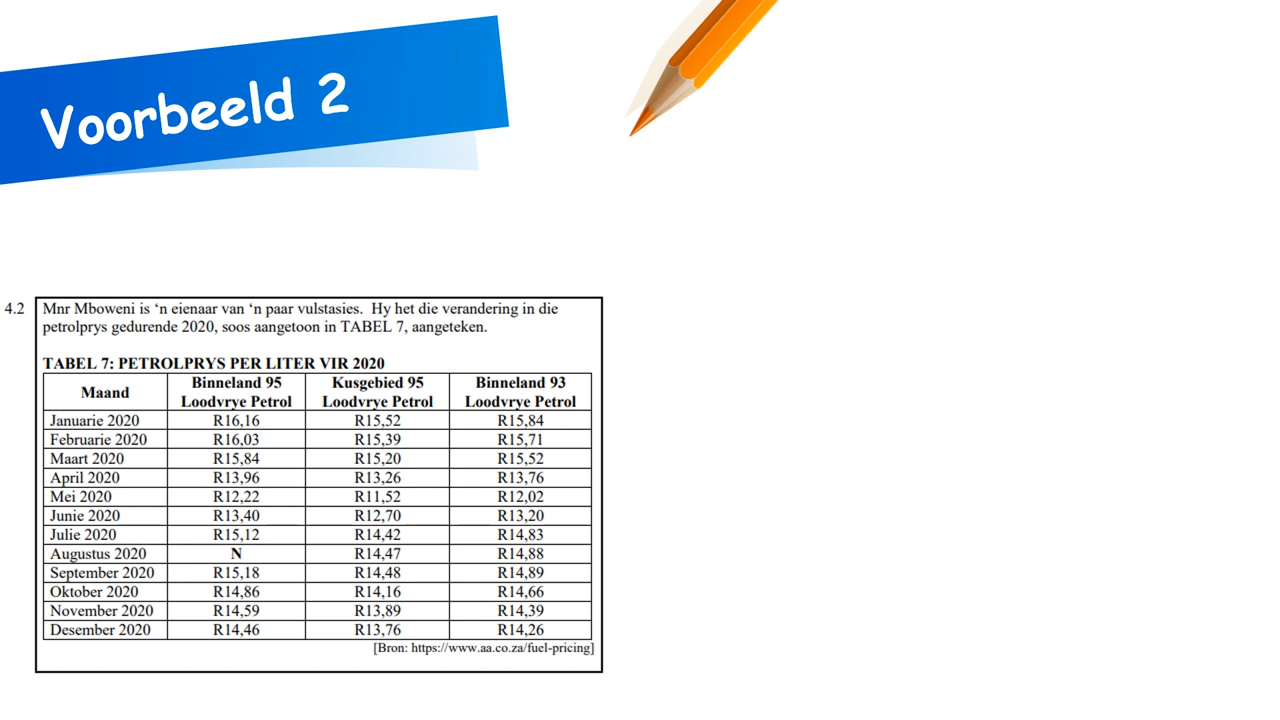 Voorbeeld 2
4.2 Mnr Mboweni is ‘n eienaar van ‘n paar vulstasies. Hy het die verandering in die
petrolprys gedurende 2020, soos aangetoon in TABEL 7, aangeteken.
TABEL 7: PETROLPRYS PER LITER VIR 2020
Maand Binneland 95 Loodvrye Petrol Kusgebied 95 Loodvrye Petrol Binneland 93 Loodvrye Petrol
Januarie 2020 R16,16 R15,52 R15,84
Februarie 2020 R16,03 R15,39 R15,71
Maart 2020 R15,84 R15,20 R15,52
April 2020 R13,96 R13,26 R13,76
Mei 2020 R12,22 R11,52 R12,02
Junie 2020 R13,40 R12,70 R13,20
Julie 2020 R15,12 R14,42 R14,83
Augustus 2020 N R14,47 R14,88
September 2020 R15,18 R14,48 R14,89
Oktober 2020 R14,86 R14,16 R14,66
November 2020 R14,59 R13,89 R14,39
Desember 2020 R14,46 R13,76 R14,26
[Bron: https://www.aa.co.za/fuel-pricing]